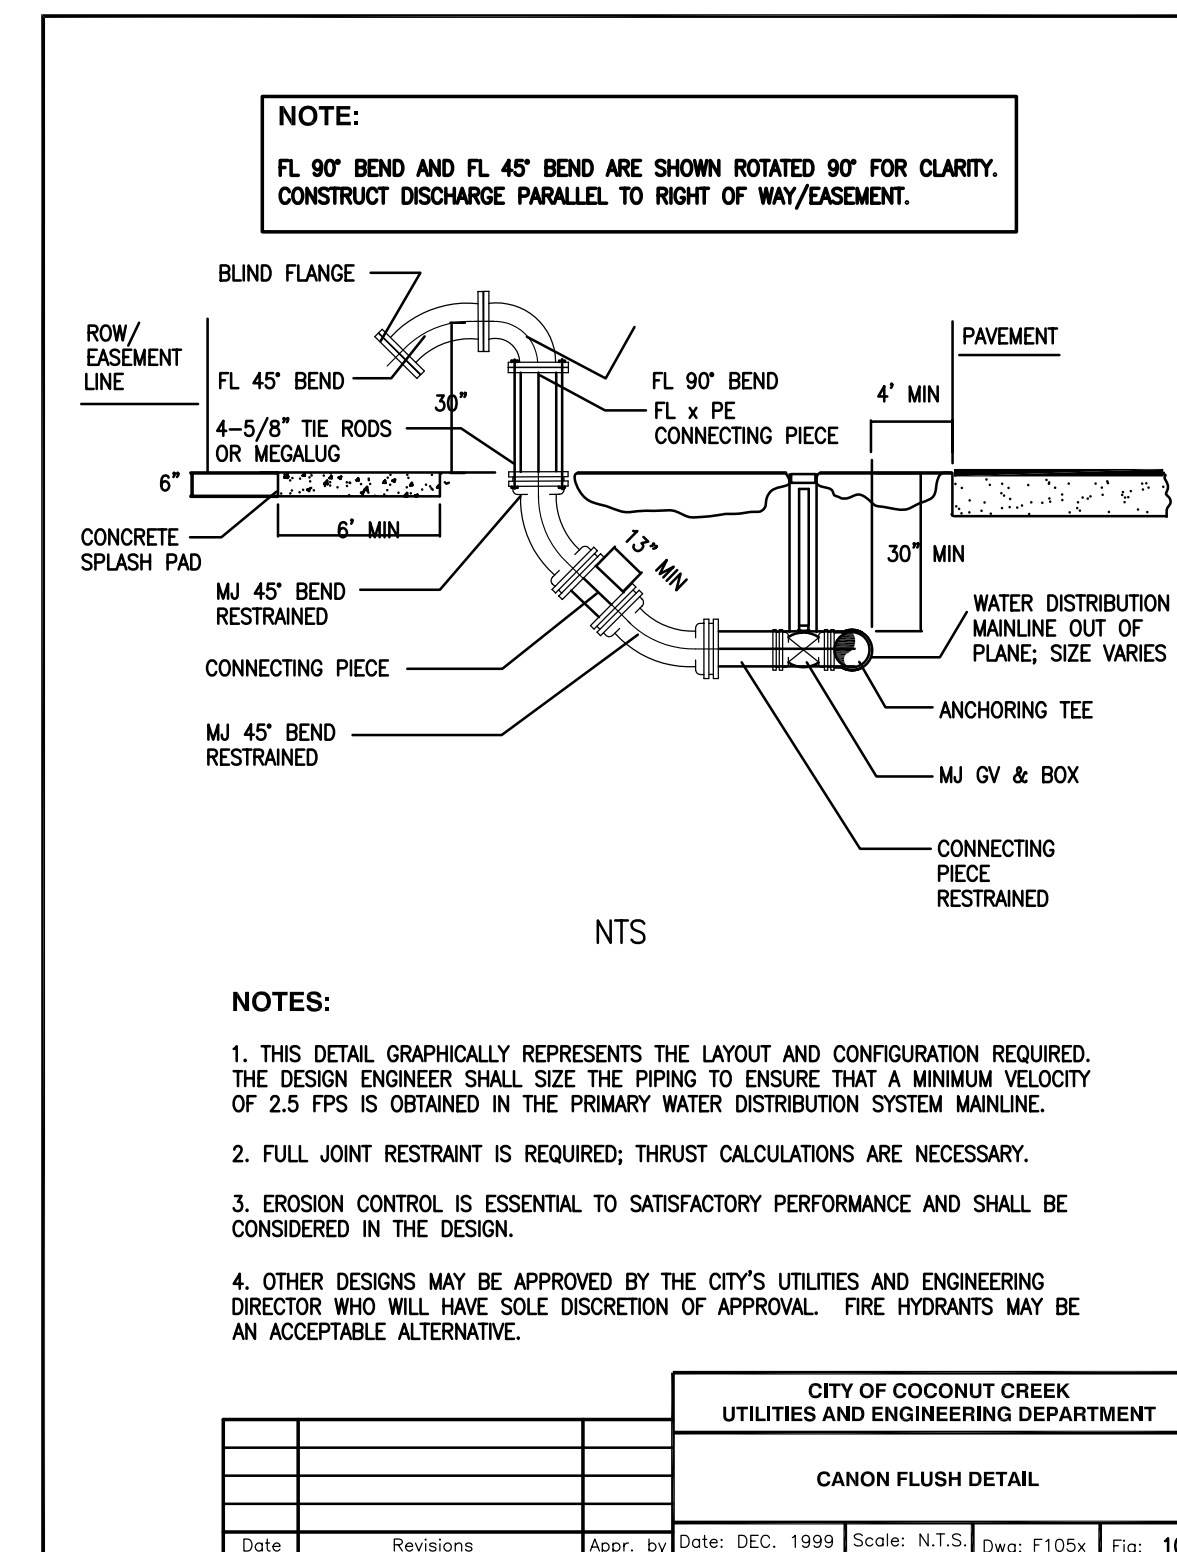 NOTE:
FL 90° BEND AND FL 45° BEND ARE SHOWN ROTATED 90° FOR CLARITY.
CONSTRUCT DISCHARGE PARALLEL TO RIGHT OF WAY/EASEMENT.
BLIND FLANGE
ROW/
EASEMENT
LINE
PAVEMENT
FL 45° BEND
30"
FL 90° BEND
4' MIN
FL x PE
CONNECTING PIECE
4-5/8" TIE RODS
OR MEGALUG
6"
6' MIN
CONCRETE
SPLASH PAD
13" MIN
30" MIN
MJ 45° BEND
RESTRAINED
WATER DISTRIBUTION
MAINLINE OUT OF
PLANE; SIZE VARIES
CONNECTING PIECE
ANCHORING TEE
MJ 45° BEND
RESTRAINED
MJ GV & BOX
CONNECTING
PIECE
RESTRAINED
NTS
NOTES:
1. THIS DETAIL GRAPHICALLY REPRESENTS THE LAYOUT AND CONFIGURATION REQUIRED.
THE DESIGN ENGINEER SHALL SIZE THE PIPING TO ENSURE THAT A MINIMUM VELOCITY
OF 2.5 FPS IS OBTAINED IN THE PRIMARY WATER DISTRIBUTION SYSTEM MAINLINE.
2. FULL JOINT RESTRAINT IS REQUIRED; THRUST CALCULATIONS ARE NECESSARY.
3. EROSION CONTROL IS ESSENTIAL TO SATISFACTORY PERFORMANCE AND SHALL BE
CONSIDERED IN THE DESIGN.
4. OTHER DESIGNS MAY BE APPROVED BY THE CITY'S UTILITIES AND ENGINEERING
DIRECTOR WHO WILL HAVE SOLE DISCRETION OF APPROVAL. FIRE HYDRANTS MAY BE
AN ACCEPTABLE ALTERNATIVE.
CITY OF COCONUT CREEK
UTILITIES AND ENGINEERING DEPARTMENT
CANON FLUSH DETAIL
Date Revisions Appr. by Date: DEC. 1999 Scale: N.T.S. Dwg: F105x Fig: